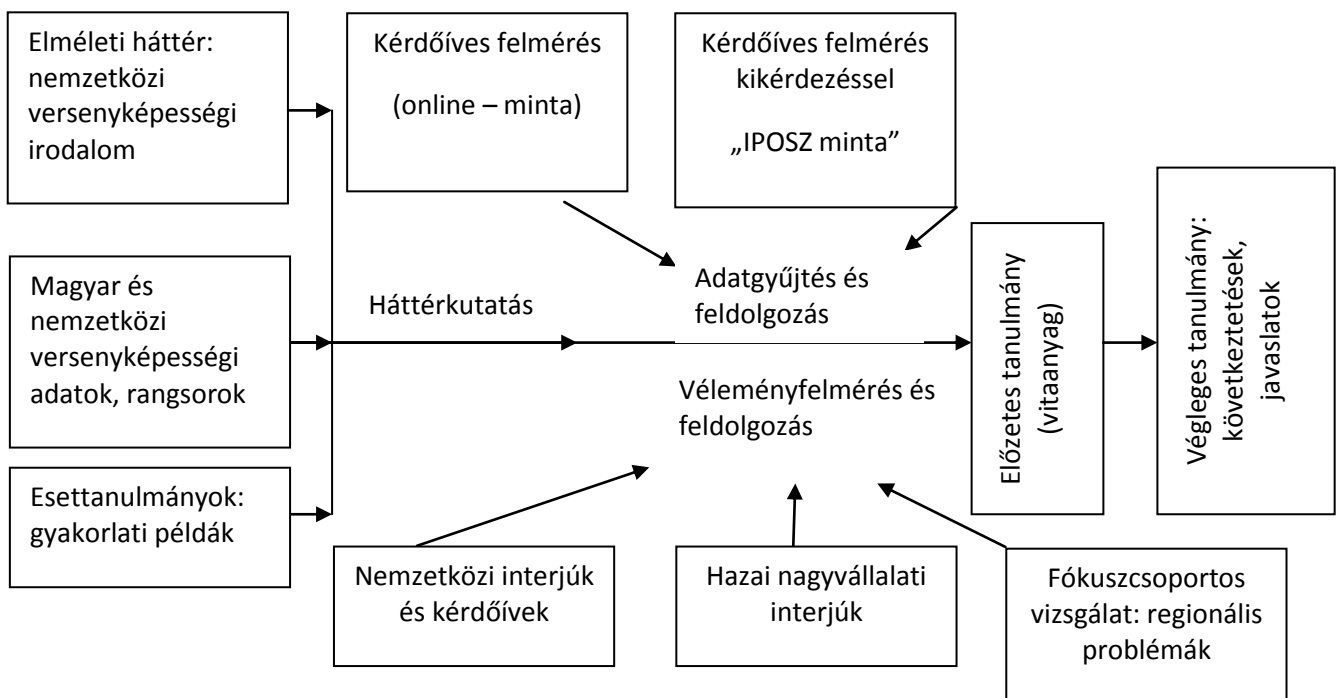 Elméleti háttér:
nemzetközi
versenyképességi
irodalom
Kérdőíves felmérés
(online – minta)
Kérdőíves felmérés
kikérdezéssel
„IPOSZ minta”
Magyar és
nemzetközi
versenyképességi
adatok, rangsorok
Háttérkutatás
Adatgyűjtés és
feldolgozás
Véleményfelmérés és
feldolgozás
Előzetes tanulmány
(vitaanyag)
Végleges tanulmány:
következtetések,
javaslatok
Esettanulmányok:
gyakorlati példák
Nemzetközi interjúk
és kérdőívek
Hazai nagyvállalati
interjúk
Fókuszcsoportos
vizsgálat: regionális
problémák